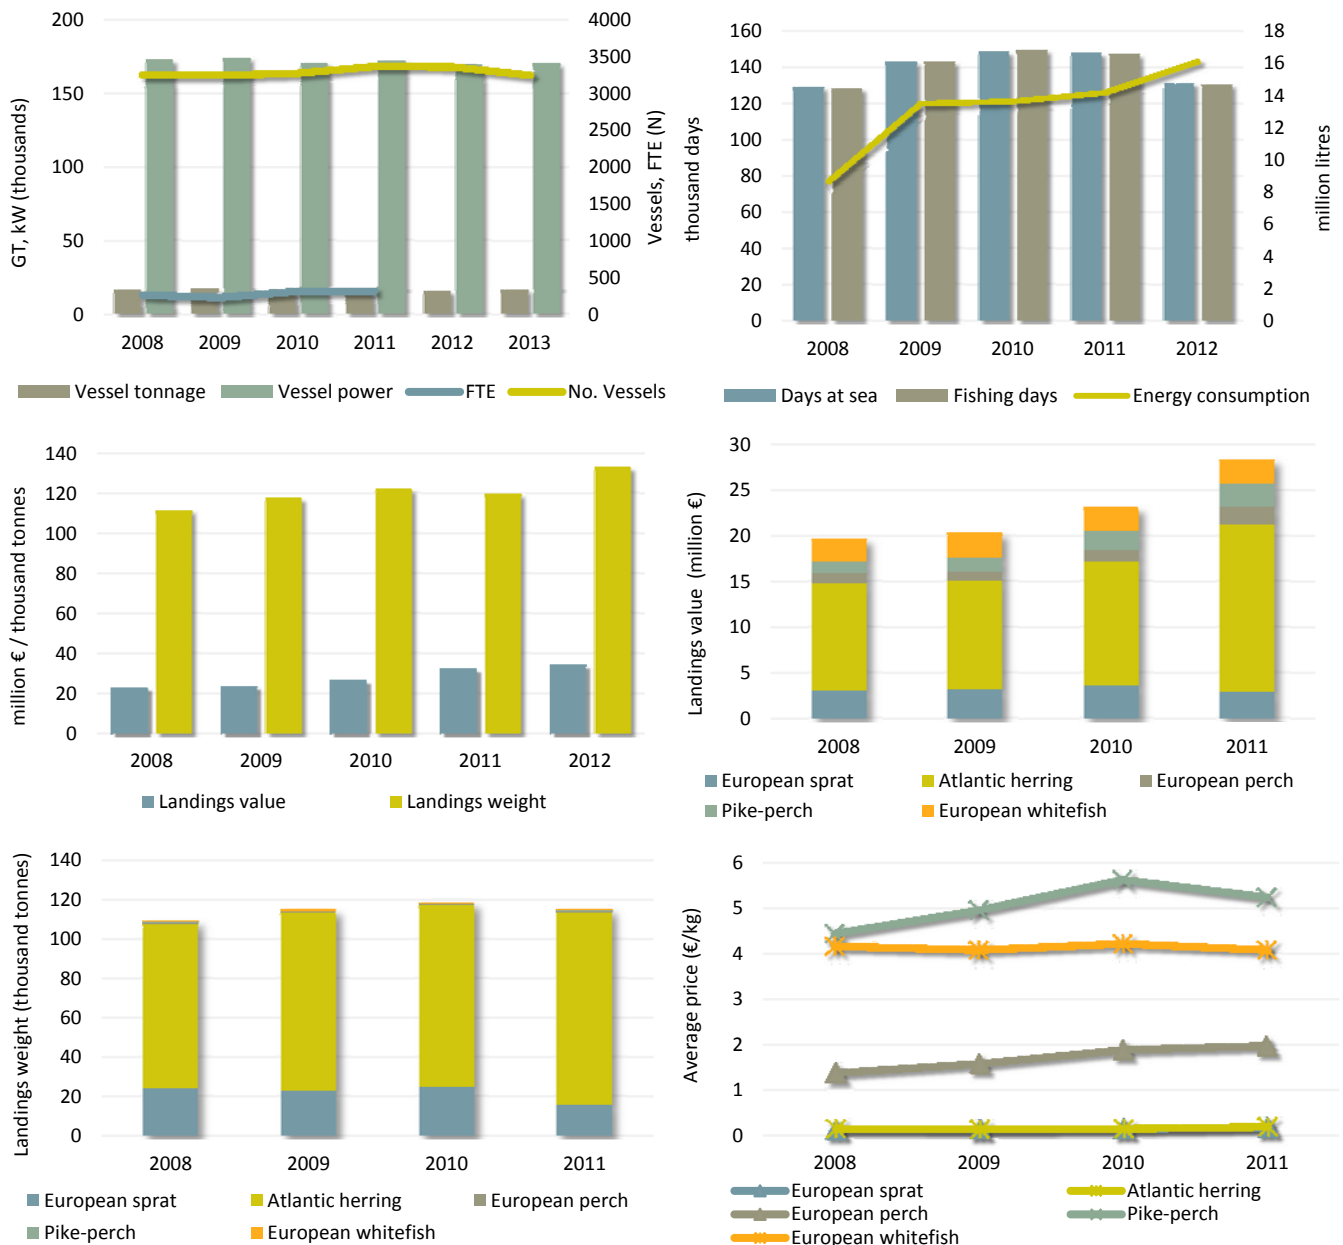 GT, kW (thousands)
200
150
100
50
0
4000
3500
3000
2500
2000
1500
1000
500
0
Vessels, FTE (N)
2008 2009 2010 2011 2012 2013
Vessel tonnage Vessel power FTE No. Vessels
thousand days
160
140
120
100
80
60
40
20
0
18
16
14
12
10
8
6
4
2
0
million litres
2008 2009 2010 2011 2012
Days at sea Fishing days Energy consumption
million € / thousand tonnes
140
120
100
80
60
40
20
0
2008 2009 2010 2011 2012
Landings value Landings weight
Landings value (million €)
30
25
20
15
10
5
0
2008 2009 2010 2011
European sprat Atlantic herring European perch
Pike-perch European whitefish
Landings weight (thousand tonnes)
140
120
100
80
60
40
20
0
2008 2009 2010 2011
European sprat Atlantic herring European perch
Pike-perch European whitefish
Average price (€/kg)
6
5
4
3
2
1
0
2008 2009 2010 2011
European sprat Atlantic herring
European perch Pike-perch
European whitefish